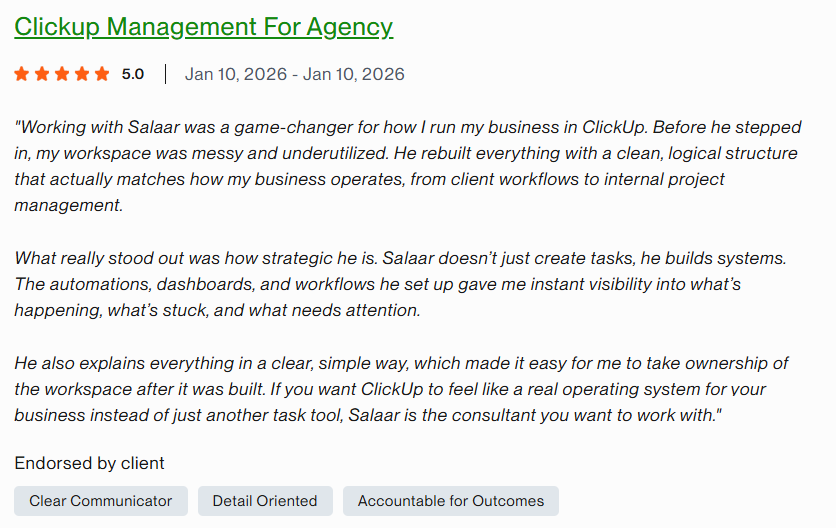 Clickup Management For Agency
5.0 | Jan 10, 2026 - Jan 10, 2026
"Working with Salaar was a game-changer for how I run my business in ClickUp. Before he stepped
in, my workspace was messy and underutilized. He rebuilt everything with a clean, logical structure
that actually matches how my business operates, from client workflows to internal project
management.
What really stood out was how strategic he is. Salaar doesn’t just create tasks, he builds systems.
The automations, dashboards, and workflows he set up gave me instant visibility into what’s
happening, what’s stuck, and what needs attention.
He also explains everything in a clear, simple way, which made it easy for me to take ownership of
the workspace after it was built. If you want ClickUp to feel like a real operating system for your
business instead of just another task tool, Salaar is the consultant you want to work with."
Endorsed by client
Clear Communicator Detail Oriented Accountable for Outcomes